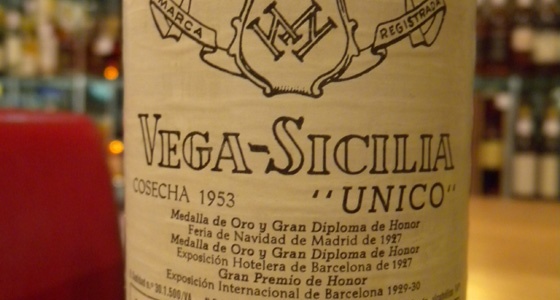 MARCA REGISTRADA
VEGA-SICILIA
COSECHA 1953 "UNICO"
Medalla de Oro y Gran Diploma de Honor
Feria de Navidad de Madrid de 1927
Medalla de Oro y Gran Diploma de Honor
Exposición Hotelera de Barcelona de 1927
Gran Premio de Honor
Exposición Internacional de Barcelona 1929-30